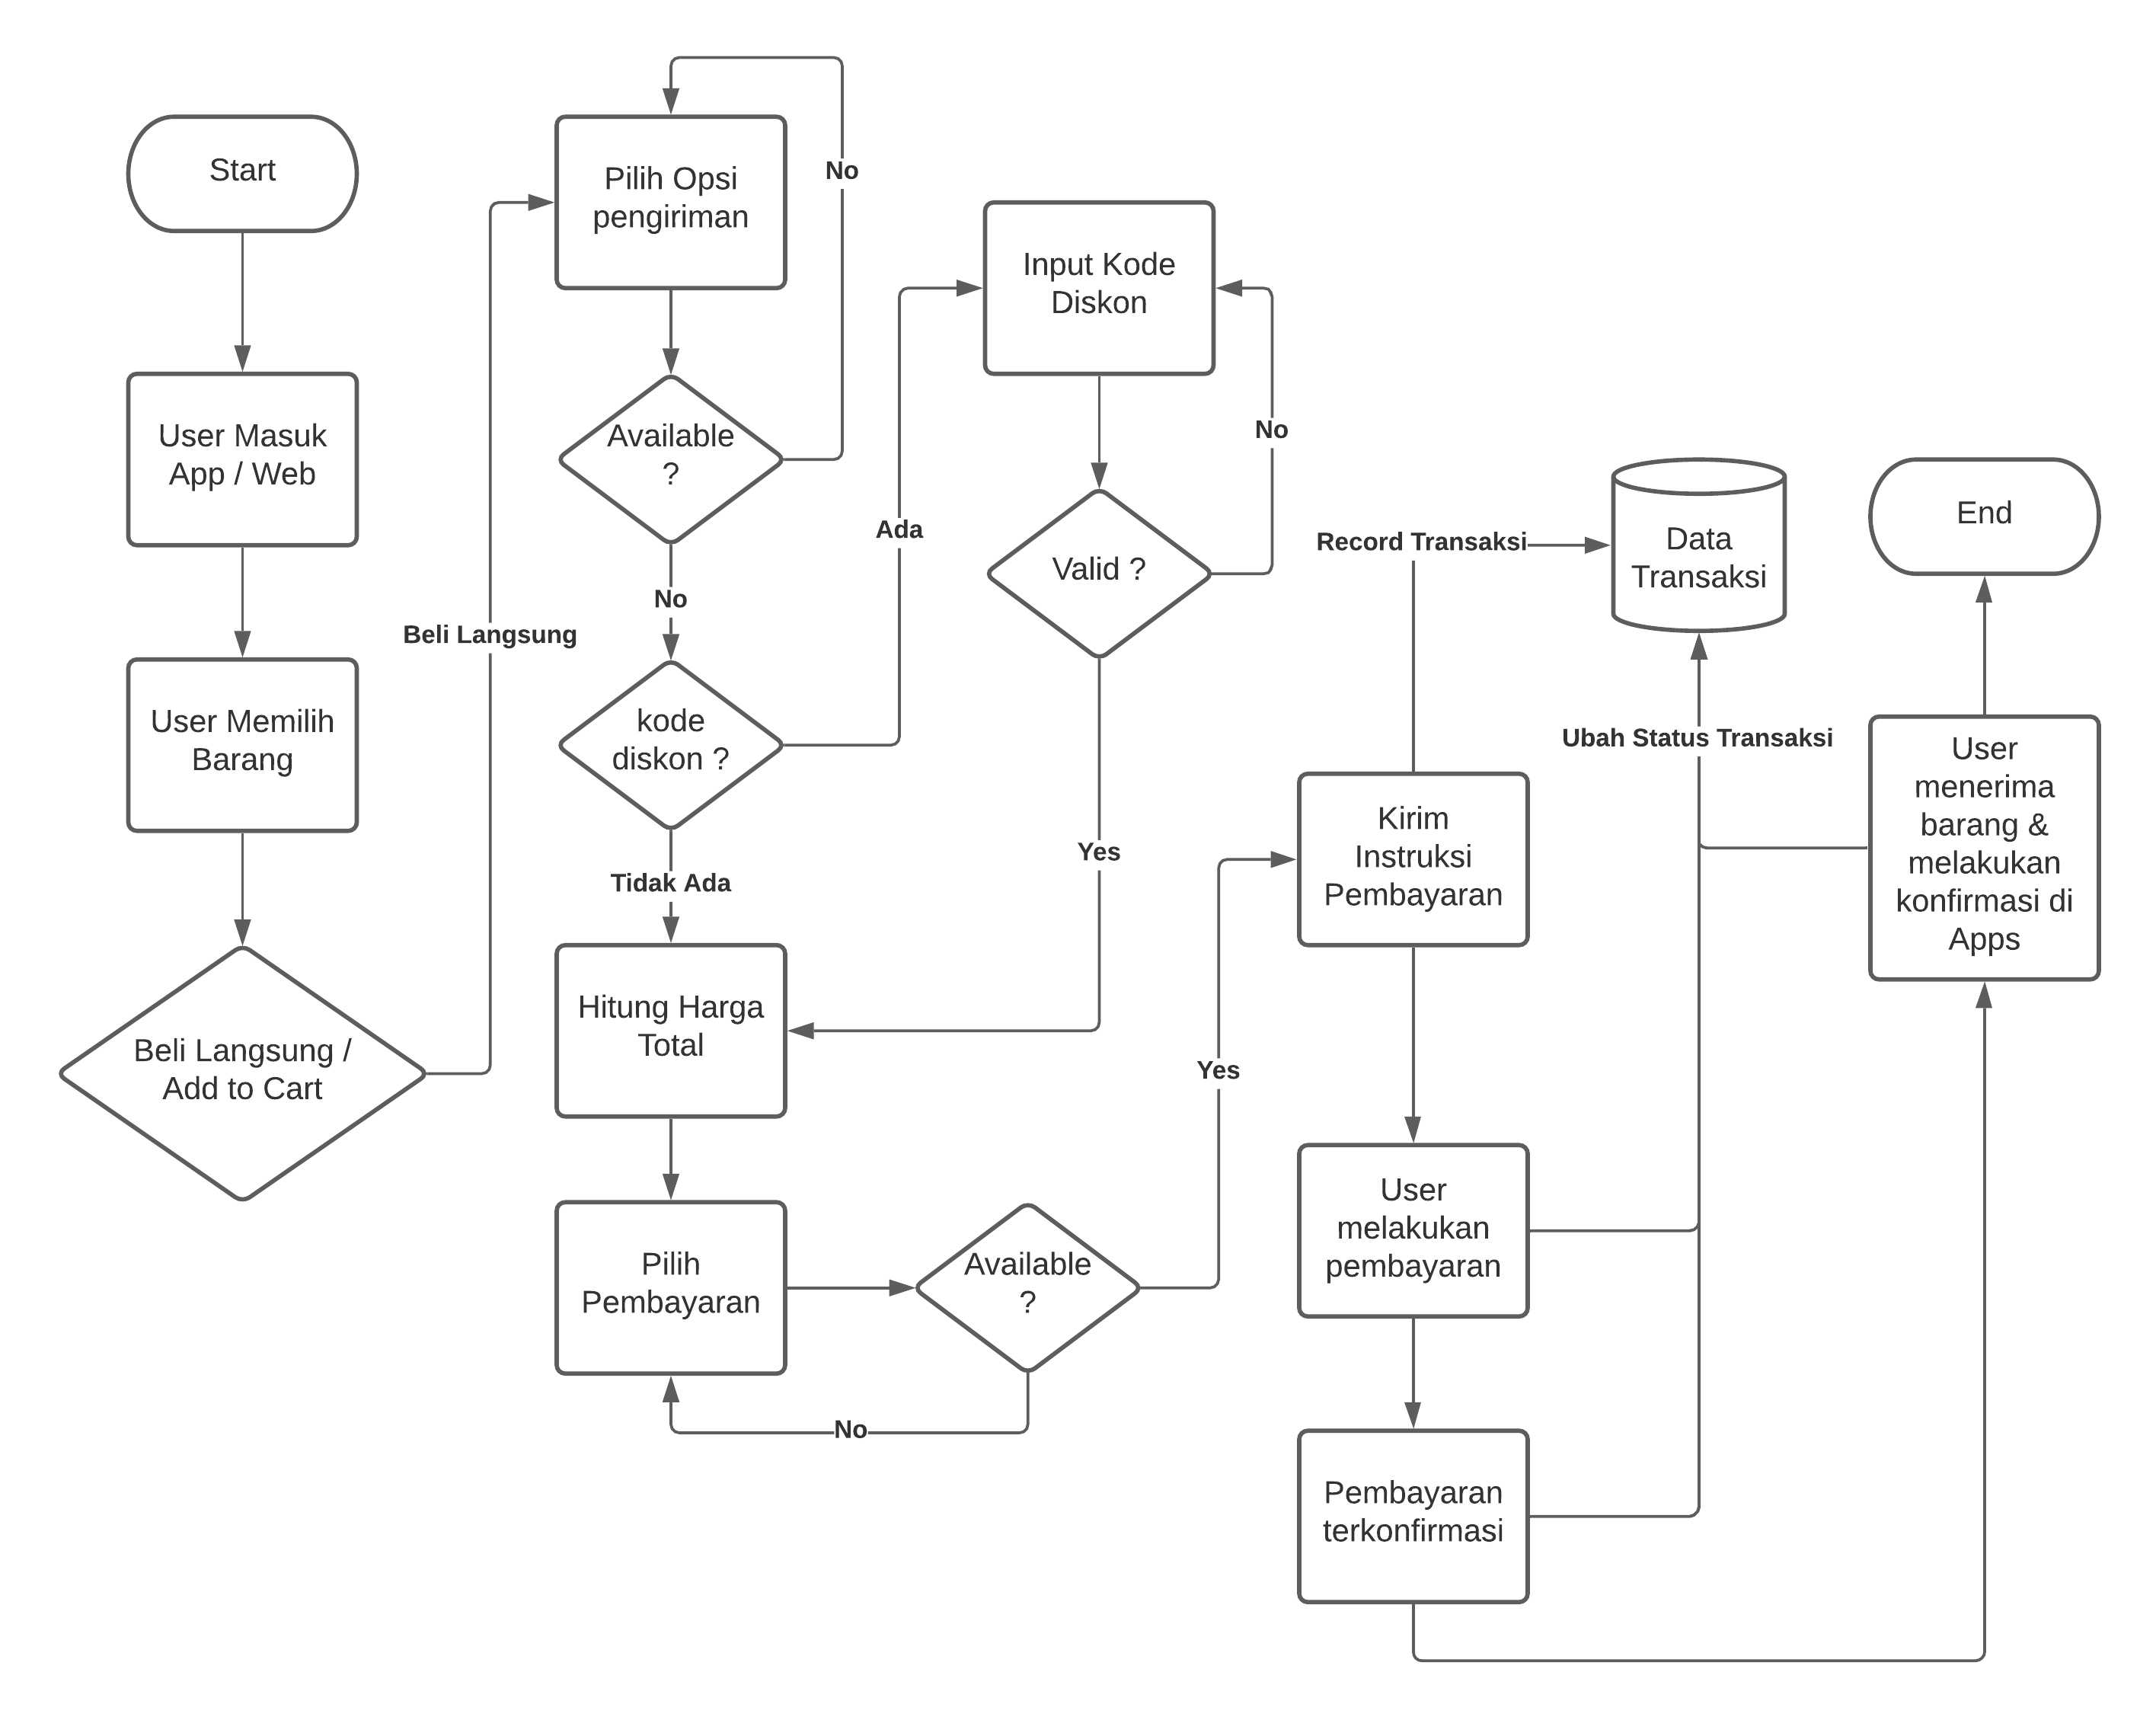 Start
User Masuk
App / Web
User Memilih
Barang
Beli Langsung /
Add to Cart
Beli Langsung
Pilih Opsi
pengiriman
No
Available
?
No
kode
diskon ?
Ada
Tidak Ada
Input Kode
Diskon
No
Valid ?
Yes
Hitung Harga
Total
Pilih
Pembayaran
Available
?
No
Yes
Kirim
Instruksi
Pembayaran
Record Transaksi
Data
Transaksi
Ubah Status Transaksi
User
melakukan
pembayaran
Pembayaran
terkonfirmasi
User
menerima
barang &
melakukan
konfirmasi di
Apps
End